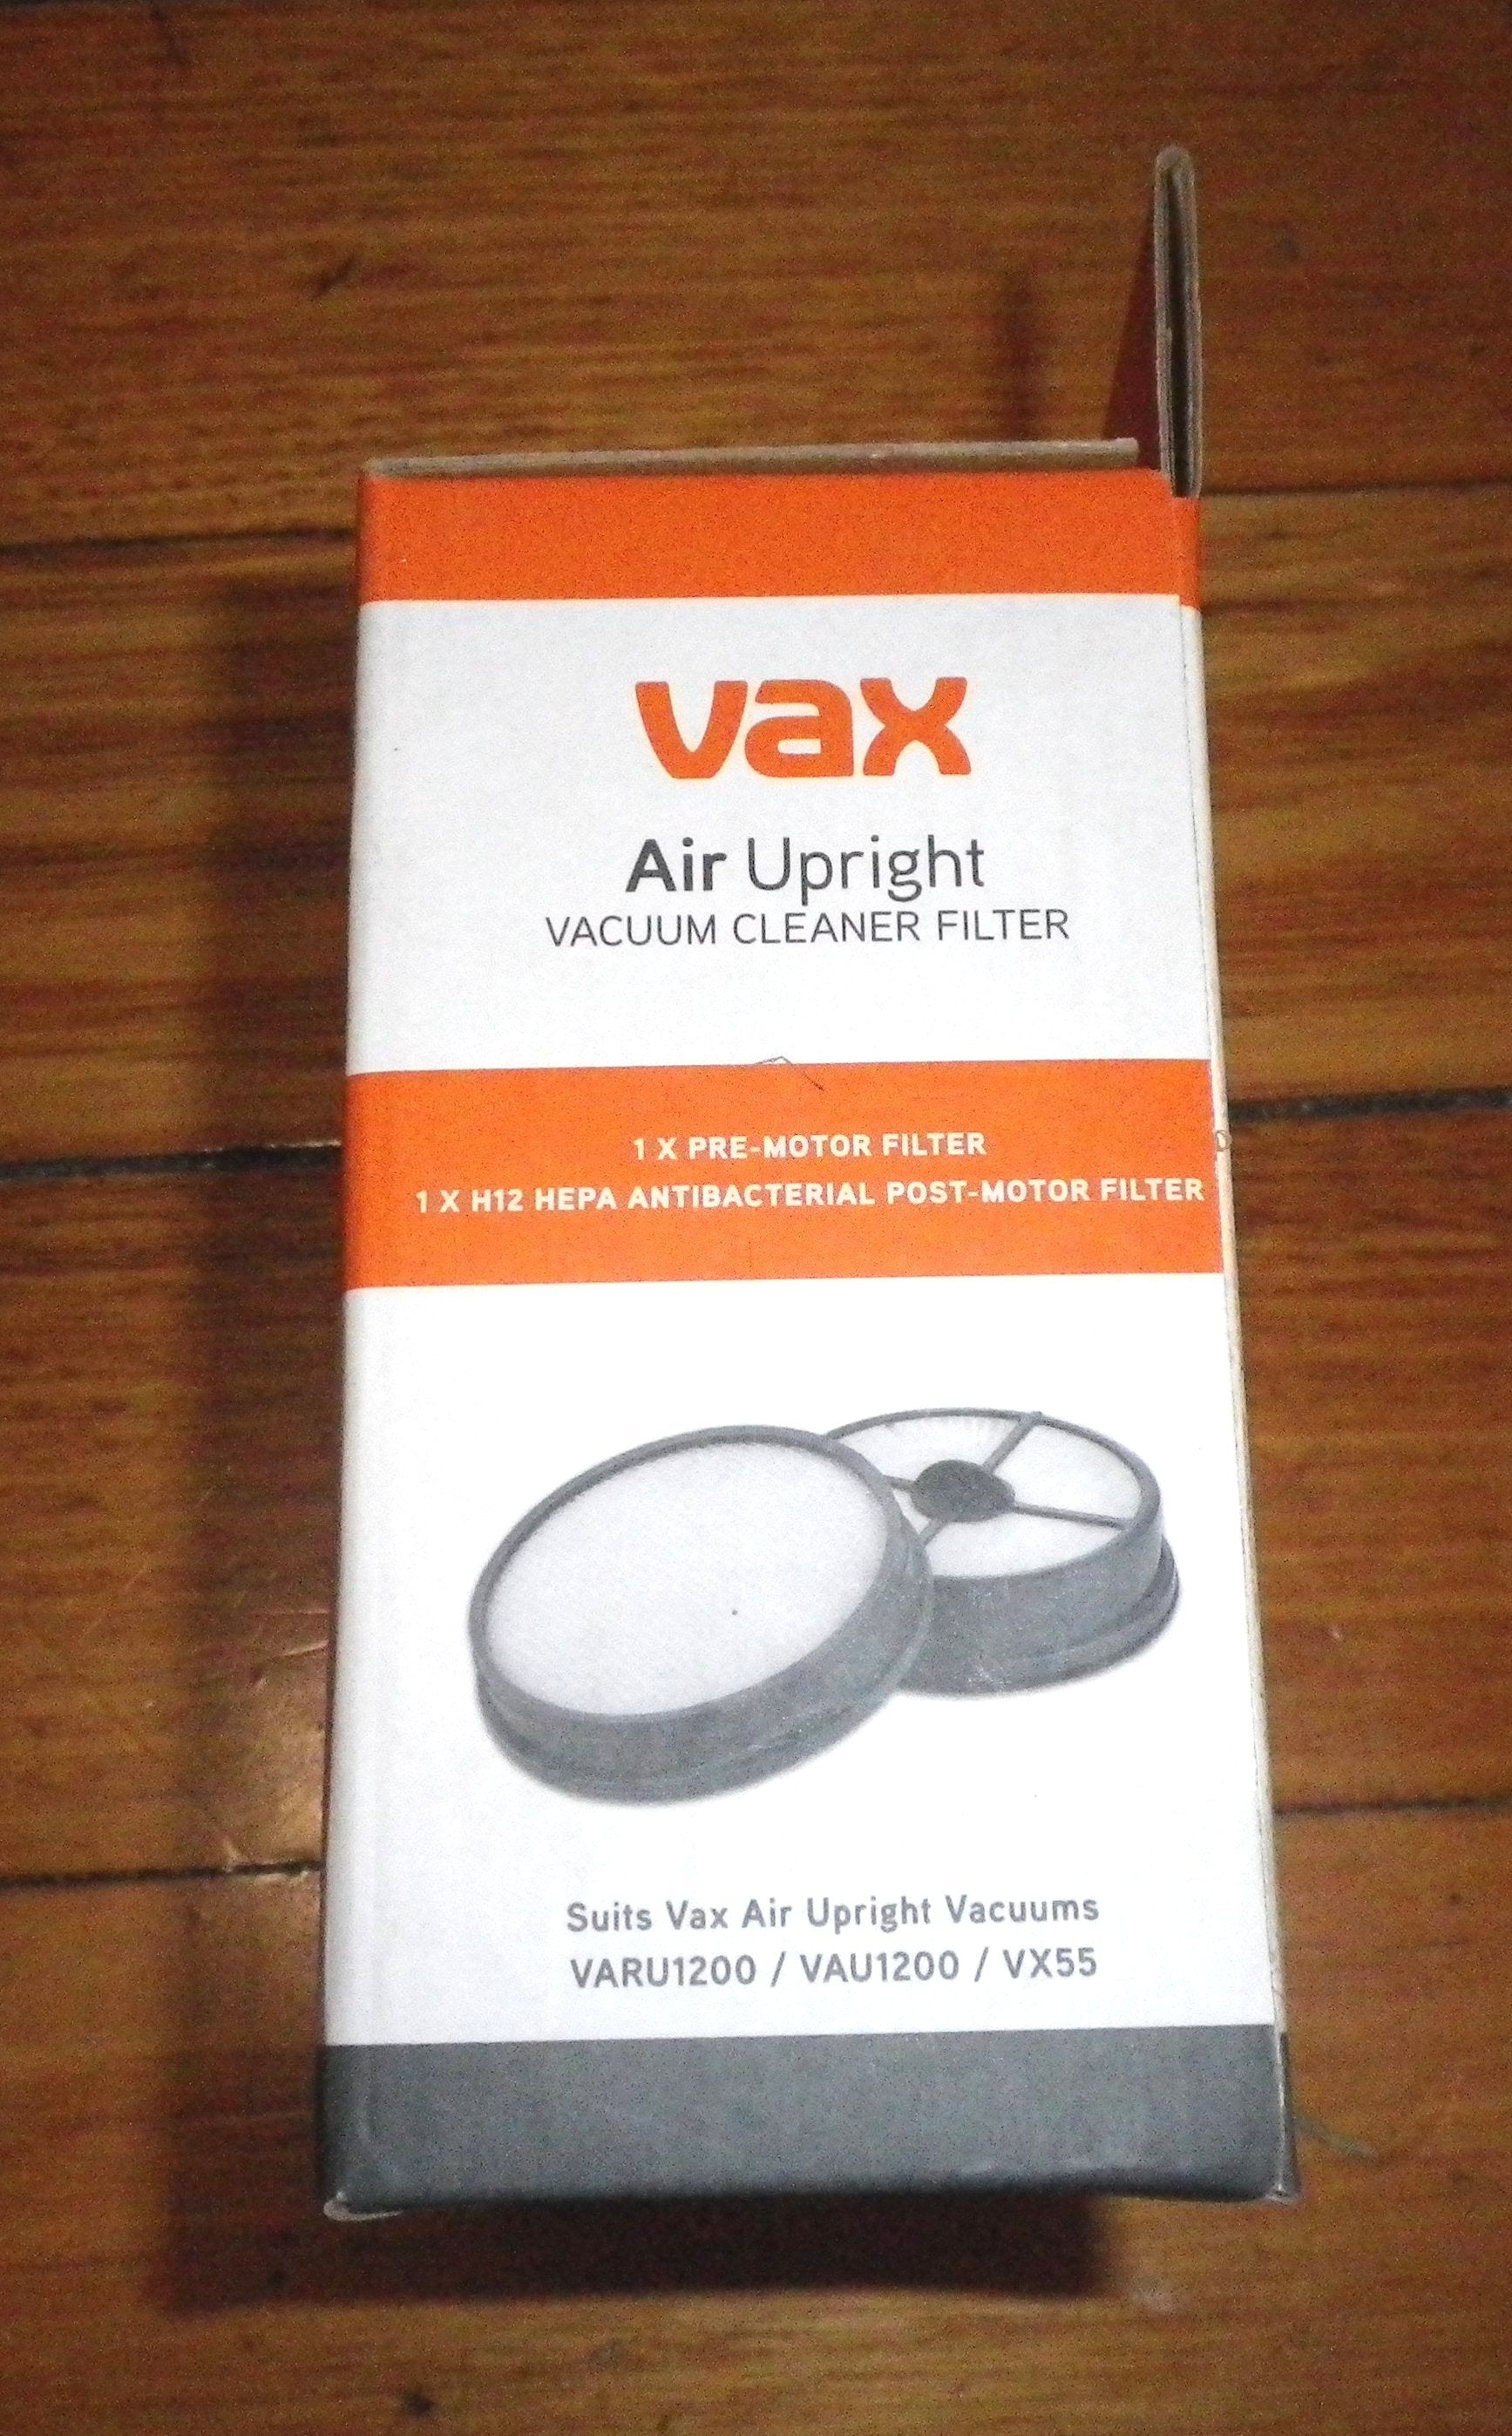 vax
Air Upright
VACUUM CLEANER FILTER
1 X PRE-MOTOR FILTER
1 X H12 HEPA ANTIBACTERIAL POST-MOTOR FILTER
Suits Vax Air Upright Vacuums
VARU1200 / VAU1200 / VX55